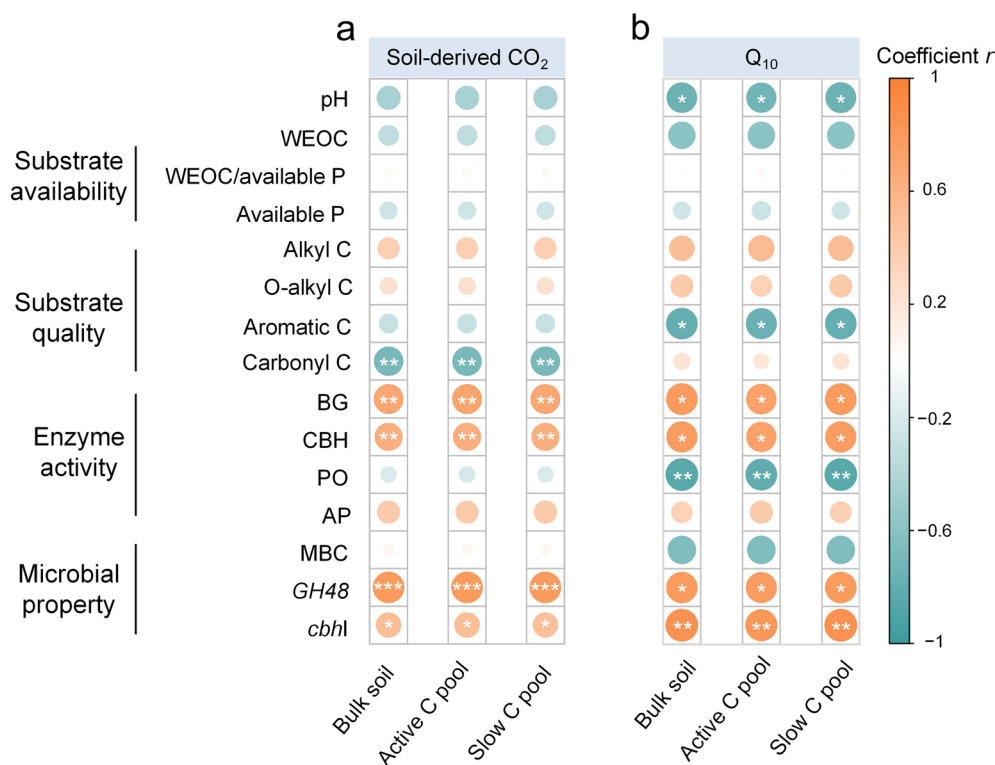 a
b
Soil-derived CO₂
Q₁₀
Coefficient r
pH
WEOC
WEOC/available P
Available P
Alkyl C
O-alkyl C
Aromatic C
Carbonyl C
BG
CBH
PO
AP
MBC
GH48
cbhI
Substrate
availability
Substrate
quality
Enzyme
activity
Microbial
property
* * *
* * *
** ** **
** ** **
* * *
** ** **
* * *
** ** **
*** *** ***
* * *
* * *
** ** **
1
0.6
0.2
−0.2
−0.6
−1
Bulk soil
Active C pool
Slow C pool
Bulk soil
Active C pool
Slow C pool